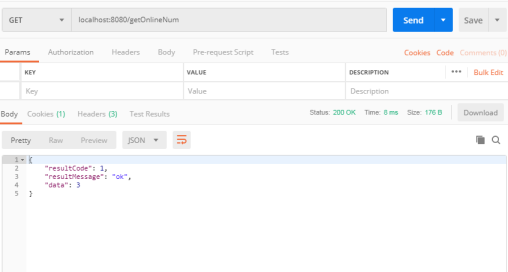 GET localhost:8080/getOnlineNum Send Save
Params Authorization Headers Body Pre-request Script Tests Cookies Code Comments (0)
KEY VALUE DESCRIPTION ••• Bulk Edit
Key Value Description
Body Cookies (1) Headers (3) Test Results Status: 200 OK Time: 8 ms Size: 176 B Download
Pretty Raw Preview JSON
1 {
2 "resultCode": 1,
3 "resultMessage": "ok",
4 "data": 3
5 }